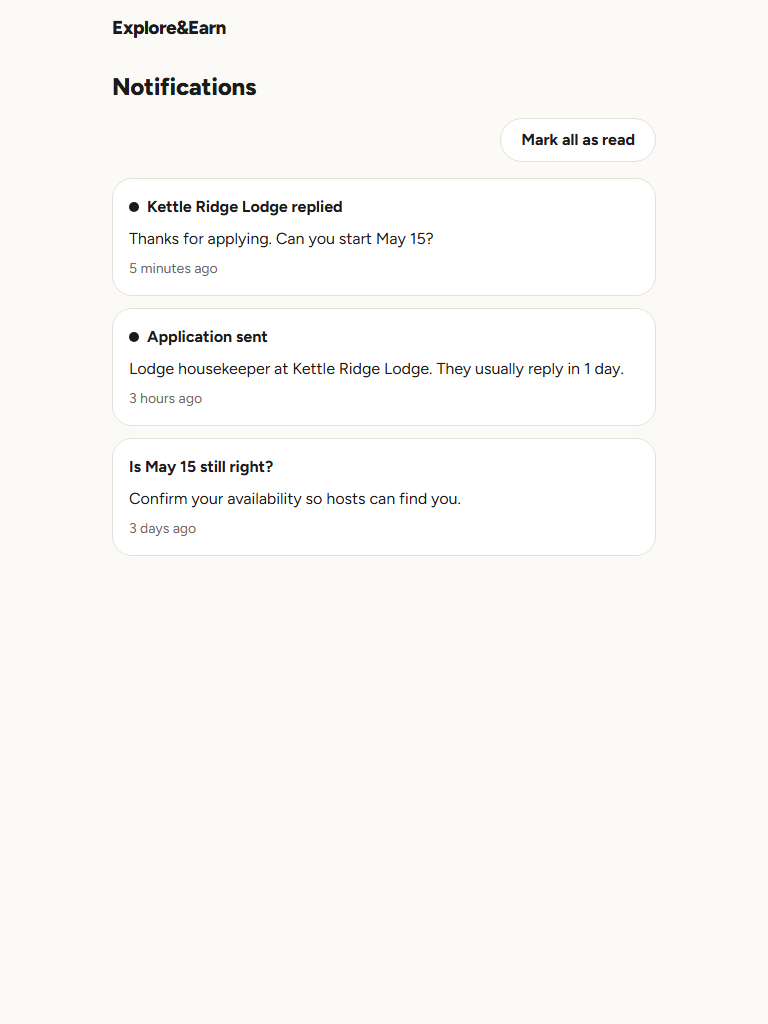 Explore&Earn
Notifications
Mark all as read
Kettle Ridge Lodge replied
Thanks for applying. Can you start May 15?
5 minutes ago
Application sent
Lodge housekeeper at Kettle Ridge Lodge. They usually reply in 1 day.
3 hours ago
Is May 15 still right?
Confirm your availability so hosts can find you.
3 days ago